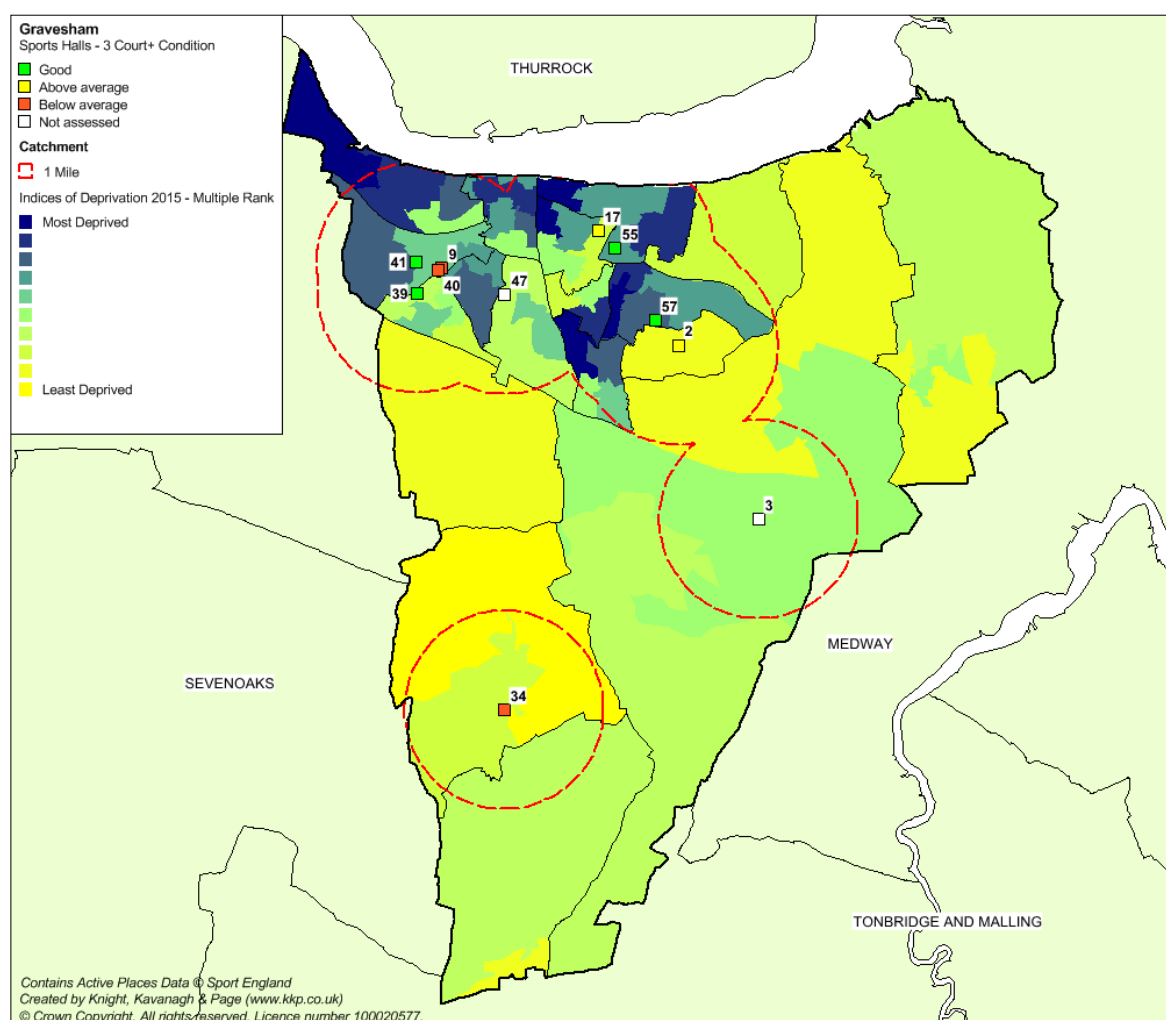 Gravesham
Sports Halls - 3 Court+ Condition
Good
Above average
Below average
Not assessed
Catchment
1 Mile
Indices of Deprivation 2015 - Multiple Rank
Most Deprived
Least Deprived
THURROCK
17
55
41
9
40
47
39
57
2
3
MEDWAY
SEVENOAKS
34
TONBRIDGE AND MALLING
Contains Active Places Data © Sport England
Created by Knight, Kavanagh & Page (www.kkp.co.uk)
© Crown Copyright. All rights reserved. Licence number 100020577.